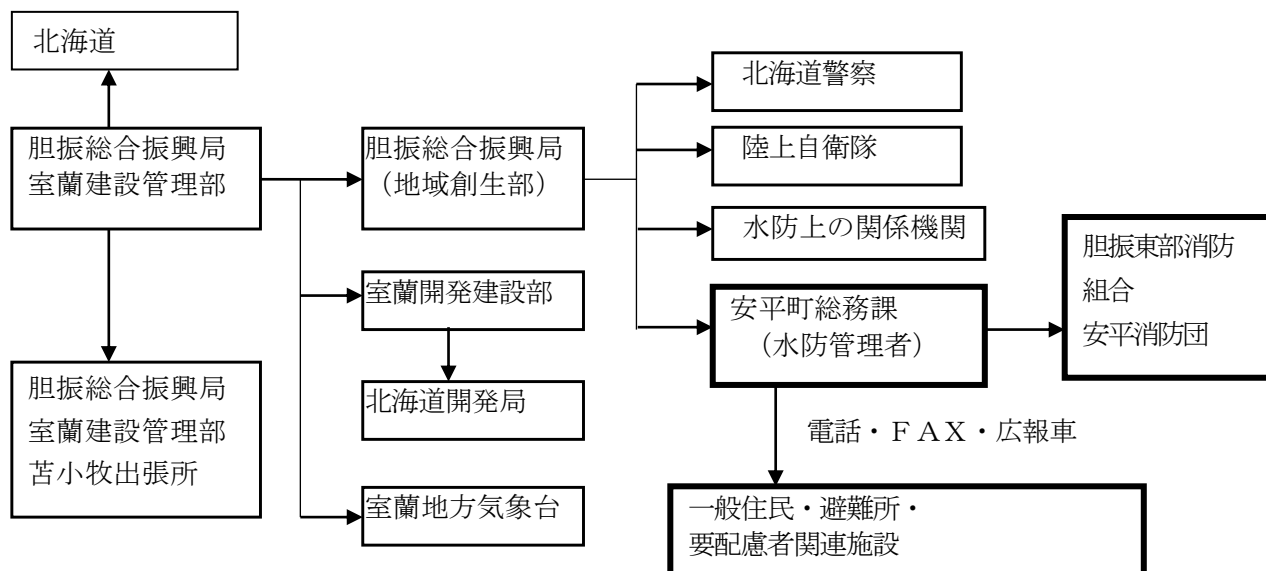 北海道
胆振総合振興局
室蘭建設管理部
胆振総合振興局
室蘭建設管理部
苫小牧出張所
胆振総合振興局
（地域創生部）
室蘭開発建設部
北海道開発局
室蘭地方気象台
北海道警察
陸上自衛隊
水防上の関係機関
安平町総務課
（水防管理者）
胆振東部消防
組合
安平消防団
電話・ＦＡＸ・広報車
一般住民・避難所・
要配慮者関連施設